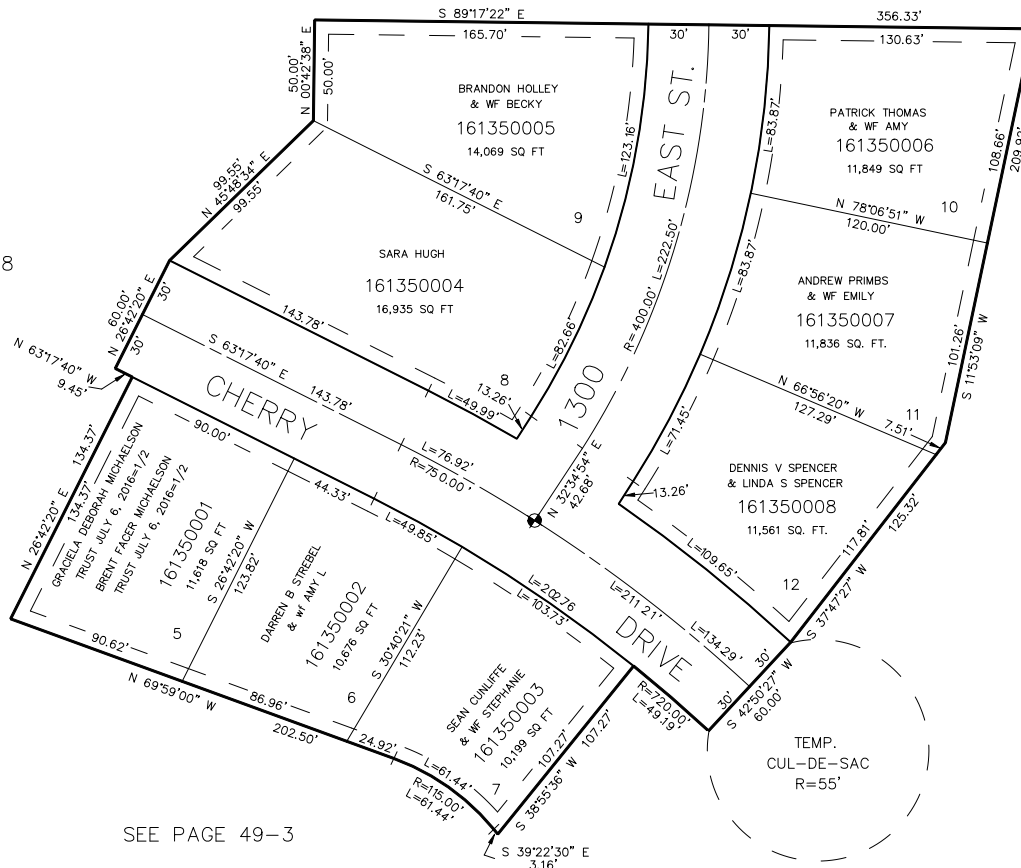 S 89°17'22" E
356.33'
165.70'
30'
30'
130.63'
50.00'
N 00°42'38" E
50.00'
BRANDON HOLLEY
& WF BECKY
161350005
14,069 SQ FT
L=123.16'
EAST ST.
L=83.87'
PATRICK THOMAS
& WF AMY
161350006
11,849 SQ FT
108.66'
209.92'
99.55'
N 45°48'34" E
99.55'
S 63°17'40" E
161.75'
9
N 78°06'51" W
120.00'
10
8
SARA HUGH
161350004
16,935 SQ FT
R= 400.00'
L=222.50'
L=83.87'
ANDREW PRIMBS
& WF EMILY
161350007
11,836 SQ. FT.
101.26'
S 11°53'09" W
60.00'
N 26°42'20" E
30'
30'
143.78'
L=82.66
N 63°17'40" W
9.45'
S 63°17'40" E
143.78'
8
13.26'
L=49.99'
1300
L=71.45'
N 66°56'20" W
127.29'
7.51'
11
CHERRY
L=76.92'
R=750.00'
N 32°34'54" E
42.68'
13.26'
DENNIS V SPENCER
& LINDA S SPENCER
161350008
11,561 SQ. FT.
117.81'
125.32'
S 37°47'27" W
134.37'
134.37'
N 26°42'20" E
90.00'
44.33'
L=49.85'
L=109.65'
12
GRACIELA DEBORAH MICHAELSON
TRUST JULY 6, 2016=1/2
BRENT FACER MICHAELSON
TRUST JULY 6, 2016=1/2
161350001
11,618 SQ FT
S 26°42'20" W
123.82'
5
DARREN B STREBEL
& wf AMY L
161350002
10,676 SQ FT
S 30°40'21" W
112.23'
6
L=202.76
L=103.73'
L=211.21'
L=134.29'
DRIVE
30'
30'
S 42°50'27" W
60.00'
R=720.00'
L=49.19'
SEAN CUNLIFFE
& WF STEPHANIE
161350003
10,199 SQ FT
7
90.62'
N 69°59'00" W
86.96'
202.50'
24.92'
L=61.44'
R=115.00'
L=61.44'
107.27'
107.27'
S 38°55'36" W
S 39°22'30" E
3.16'
TEMP.
CUL-DE-SAC
R=55'
SEE PAGE 49-3